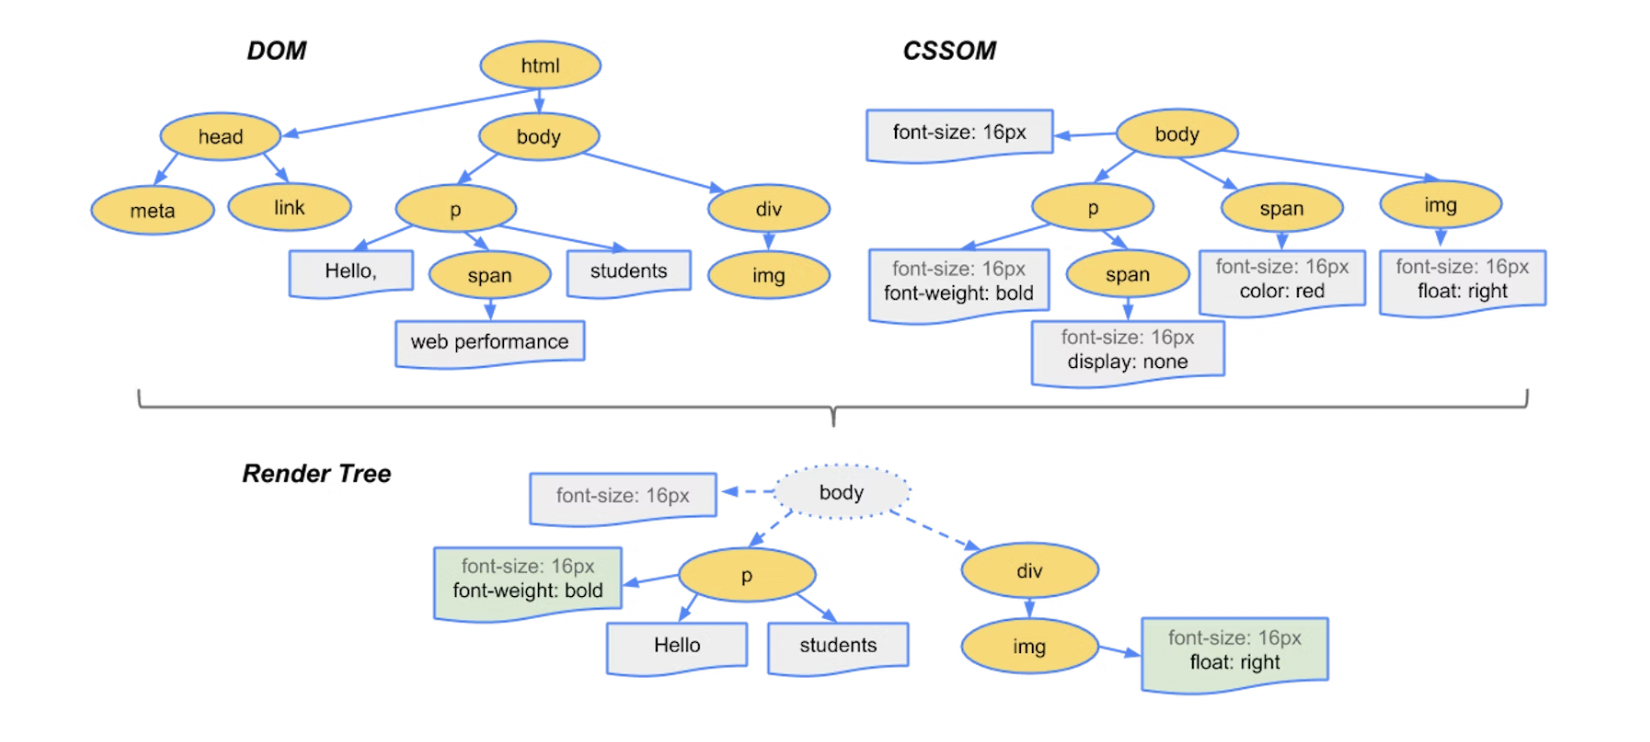 DOM
html
head
body
meta
link
p
div
Hello,
span
students
img
web performance
CSSOM
font-size: 16px
body
p
span
img
font-size: 16px
font-weight: bold
span
font-size: 16px
color: red
font-size: 16px
float: right
font-size: 16px
display: none
Render Tree
font-size: 16px
body
font-size: 16px
font-weight: bold
p
div
Hello
students
img
font-size: 16px
float: right